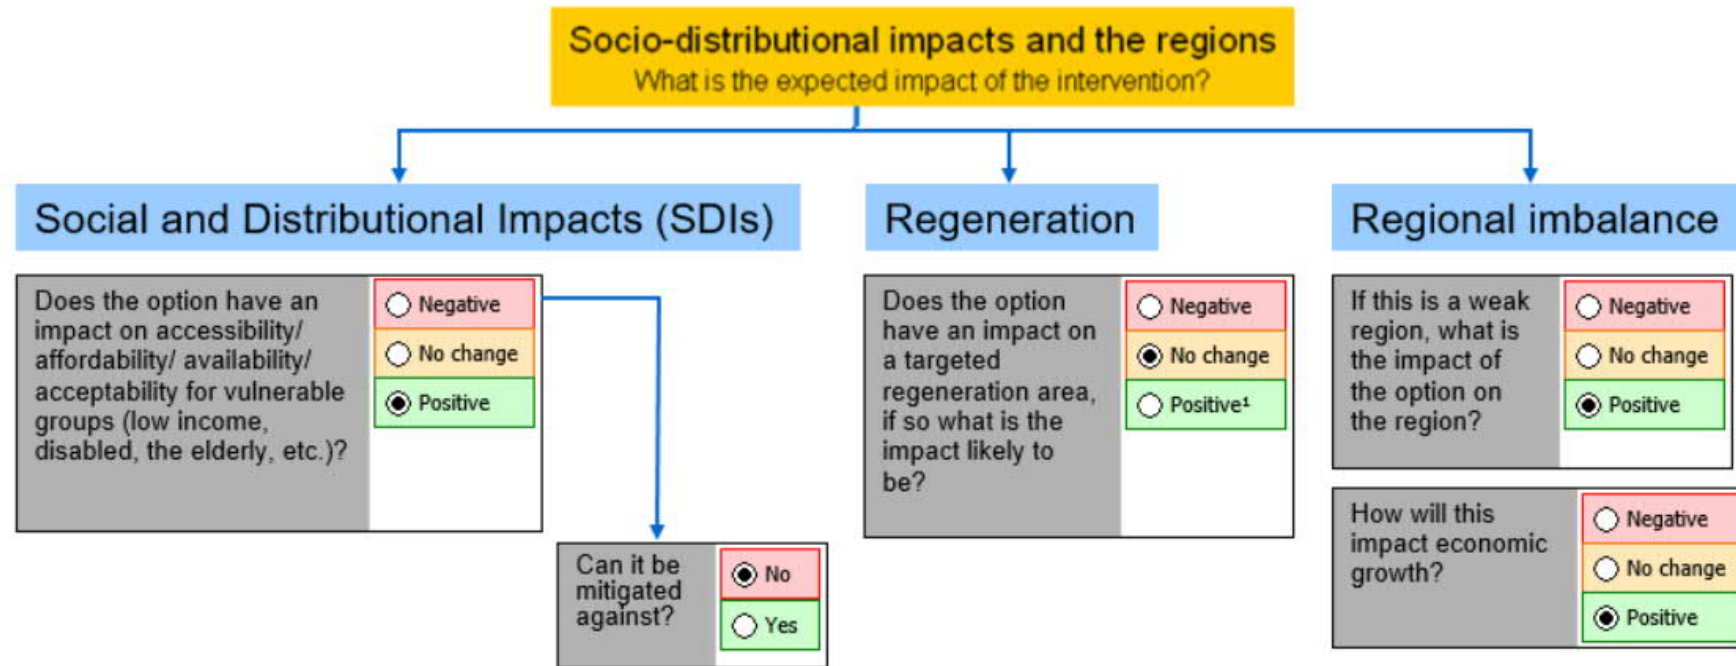 Socio-distributional impacts and the regions
What is the expected impact of the intervention?
Social and Distributional Impacts (SDIs)
Does the option have an
impact on accessibility/
affordability/ availability/
acceptability for vulnerable
groups (low income,
disabled, the elderly, etc.)?
Negative
No change
Positive
Can it be
mitigated
against?
No
Yes
Regeneration
Does the option
have an impact on
a targeted
regeneration area,
if so what is the
impact likely to
be?
Negative
No change
Positive¹
Regional imbalance
If this is a weak
region, what is
the impact of
the option on
the region?
Negative
No change
Positive
How will this
impact economic
growth?
Negative
No change
Positive